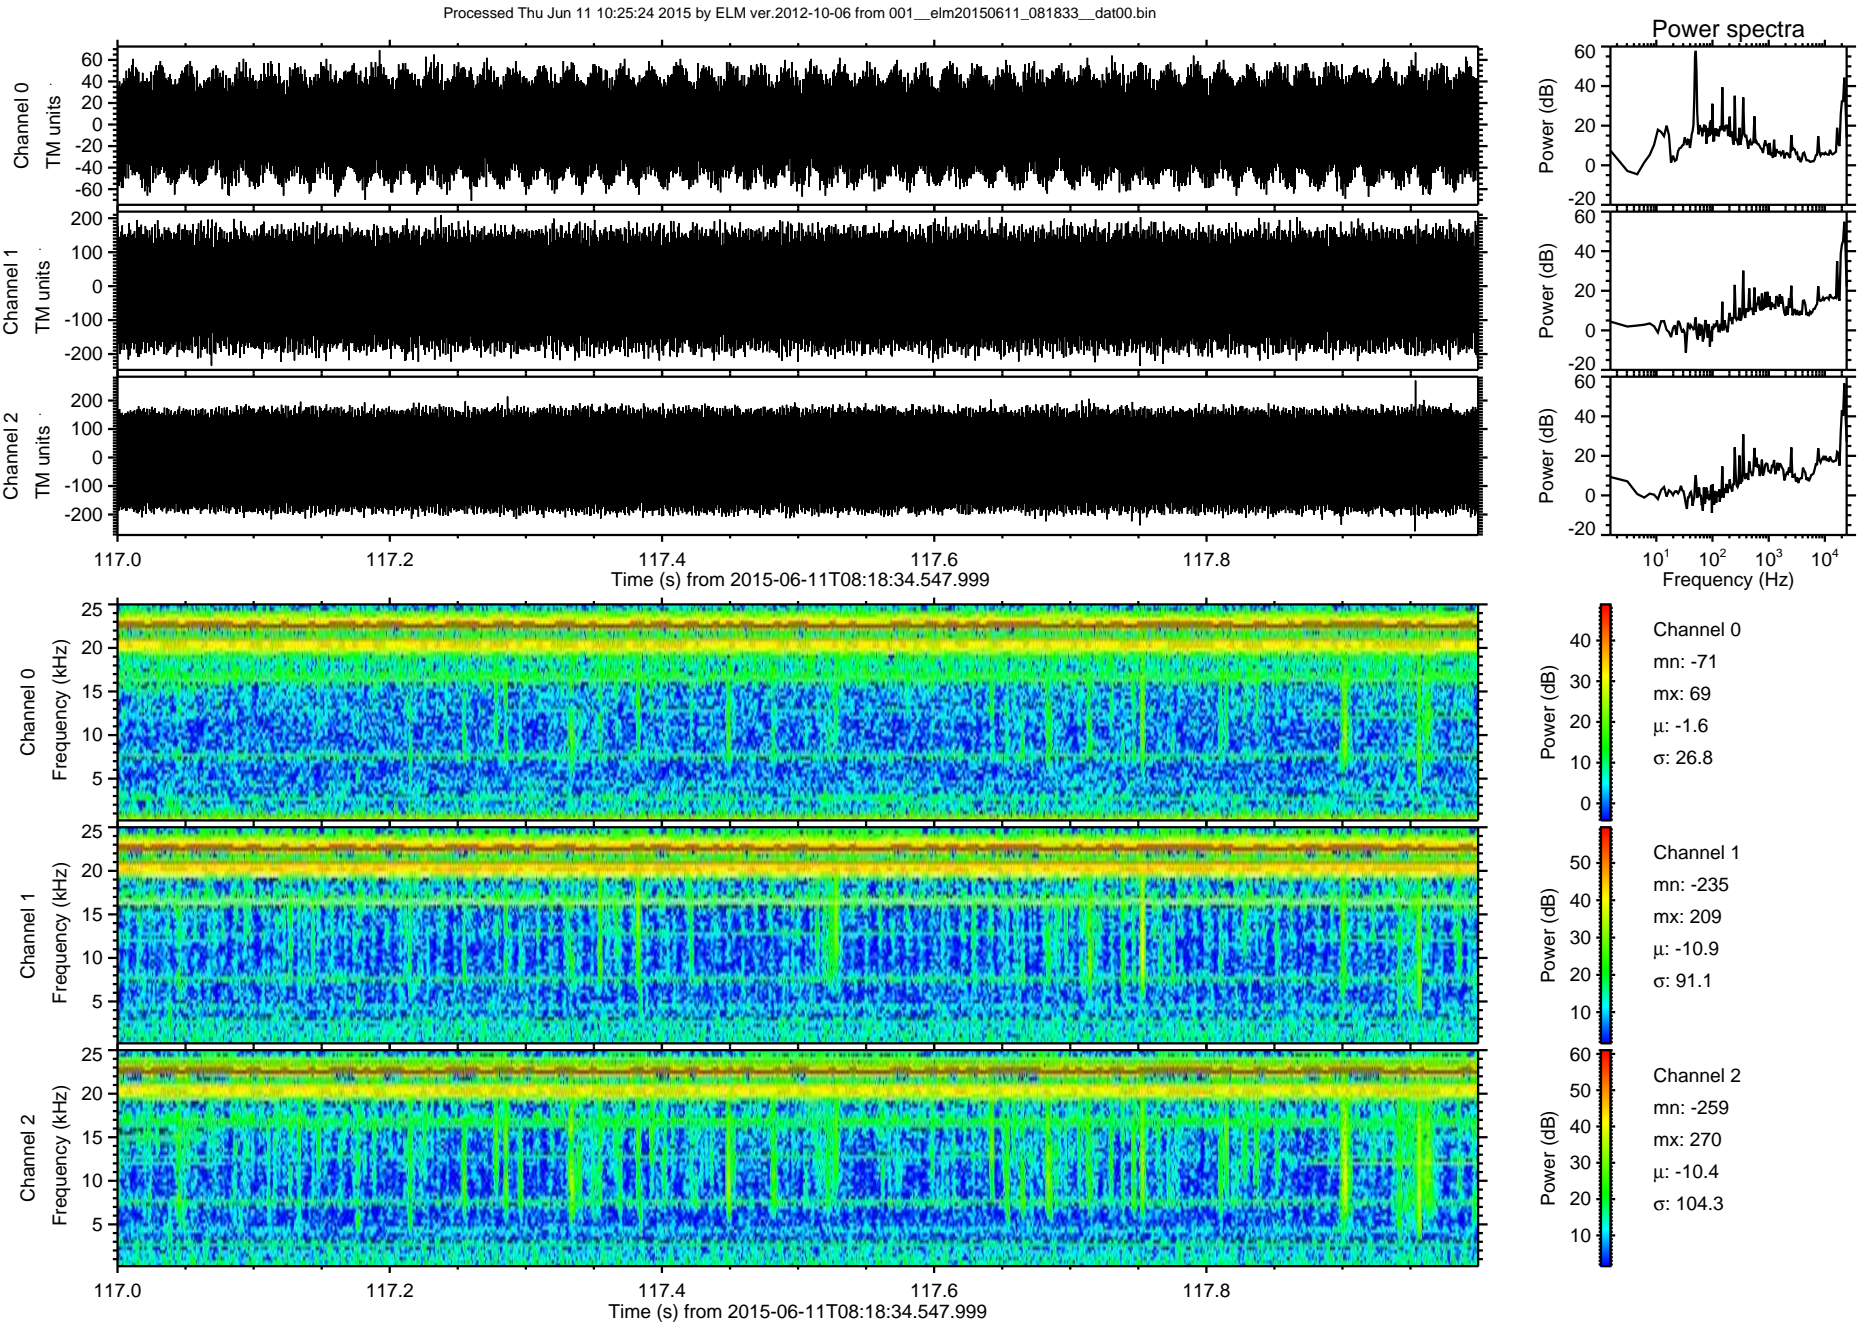 Processed Thu Jun 11 10:25:24 2015 by ELM ver.2012-10-06 from 001__elm20150611_081833__dat00.bin
Power spectra
Channel 0
TM units
60
40
20
0
-20
-40
-60
Power (dB)
60
40
20
0
-20
Channel 1
TM units
200
100
0
-100
-200
Power (dB)
60
40
20
0
-20
Channel 2
TM units
200
100
0
-100
-200
Power (dB)
60
40
20
0
-20
117.0 117.2 117.4 117.6 117.8
Time (s) from 2015-06-11T08:18:34.547.999
10¹ 10² 10³ 10⁴
Frequency (Hz)
Channel 0
Frequency (kHz)
25
20
15
10
5
Power (dB)
40
30
20
10
0
Channel 0
mn: -71
mx: 69
μ: -1.6
σ: 26.8
Channel 1
Frequency (kHz)
25
20
15
10
5
Power (dB)
50
40
30
20
10
Channel 1
mn: -235
mx: 209
μ: -10.9
σ: 91.1
Channel 2
Frequency (kHz)
25
20
15
10
5
Power (dB)
60
50
40
30
20
10
Channel 2
mn: -259
mx: 270
μ: -10.4
σ: 104.3
117.0 117.2 117.4 117.6 117.8
Time (s) from 2015-06-11T08:18:34.547.999